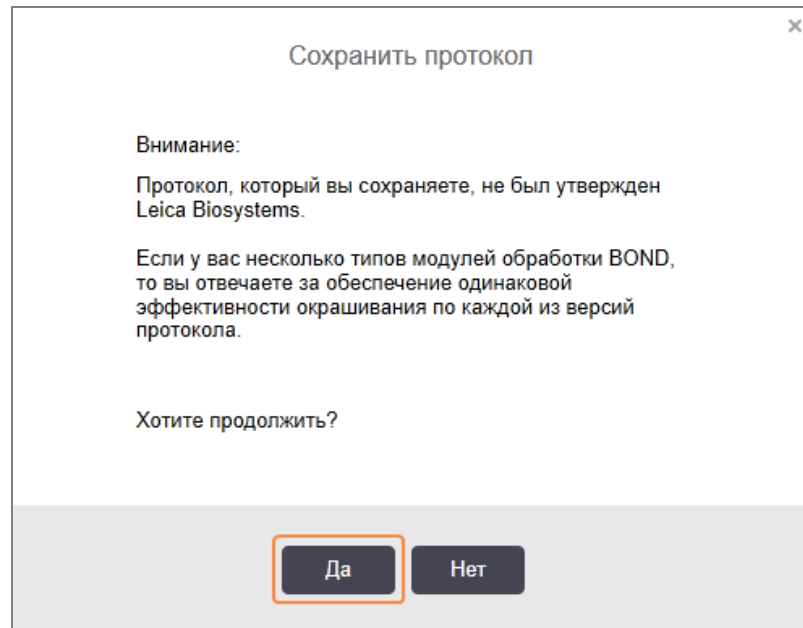 Сохранить протокол
Внимание:
Протокол, который вы сохраняете, не был утвержден
Leica Biosystems.
Если у вас несколько типов модулей обработки BOND,
то вы отвечаете за обеспечение одинаковой
эффективности окрашивания по каждой из версий
протокола.
Хотите продолжить?
Да
Нет